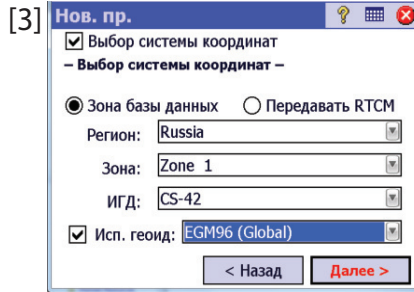 [3]
Нов. пр.
Выбор системы координат
– Выбор систeмы координат –
Зона базы данных Передавать RTCM
Регион: Russia
Зона: Zone 1
ИГД: CS-42
Исп. геоид: EGM96 (Global)
< Назад Далее >